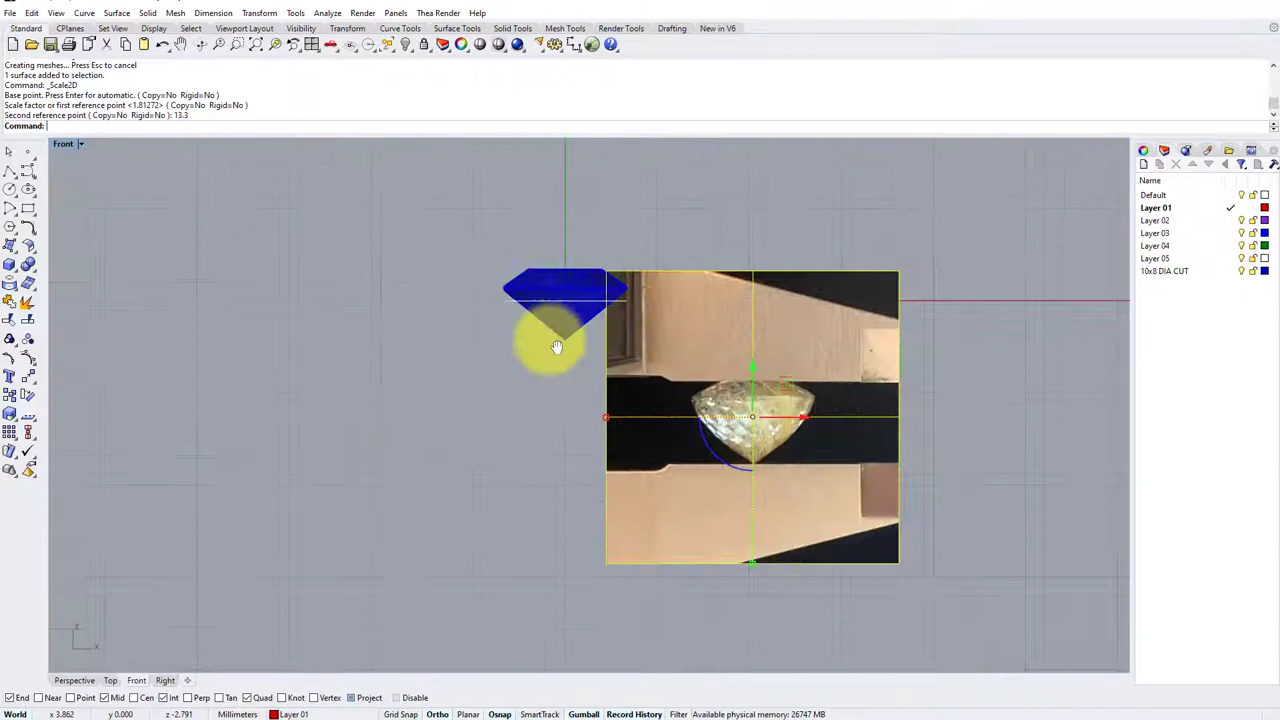 File Edit View Curve Surface Solid Mesh Dimension Transform Tools Analyze Render Panels Thea Render Help
Standard CPlanes Set View Display Select Viewport Layout Visibility Transform Curve Tools Surface Tools Solid Tools Mesh Tools Render Tools Drafting New in V6
Creating meshes... Press Esc to cancel
1 surface added to selection.
Command: _Scale2D
Base point. Press Enter for automatic. ( Copy=No Rigid=No )
Scale factor or first reference point <1.81272> ( Copy=No Rigid=No )
Second reference point ( Copy=No Rigid=No ): 13.3
Command:
Front
Name
Default
Layer 01
Layer 02
Layer 03
Layer 04
Layer 05
10x8 DIA CUT
z
x
Perspective Top Front Right
End Near Point Mid Cen Int Perp Tan Quad Knot Vertex Project Disable
World x 3.862 y 0.000 z -2.791 Millimeters Layer 01 Grid Snap Ortho Planar Osnap SmartTrack Gumball Record History Filter Available physical memory: 26747 MB